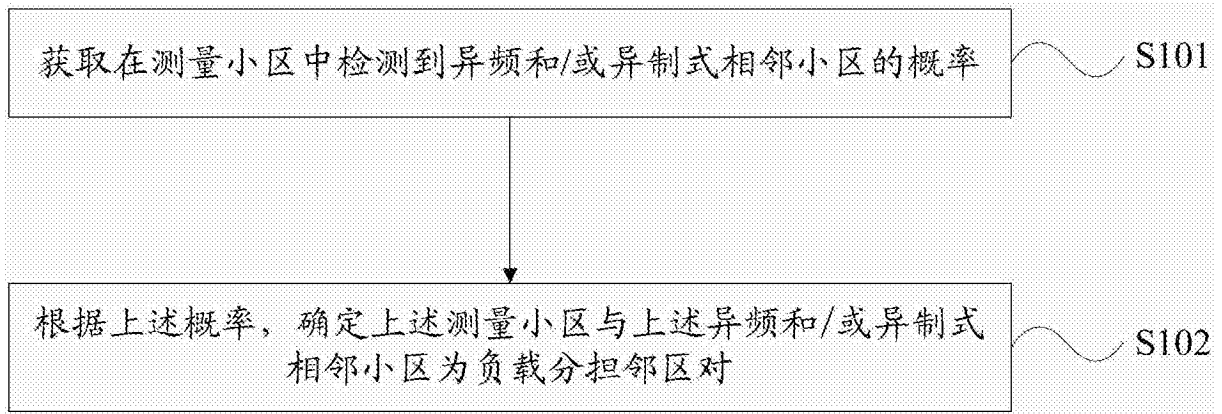 获取在测量小区中检测到异频和/或异制式相邻小区的概率
S101
根据上述概率，确定上述测量小区与上述异频和/或异制式
相邻小区为负载分担邻区对
S102